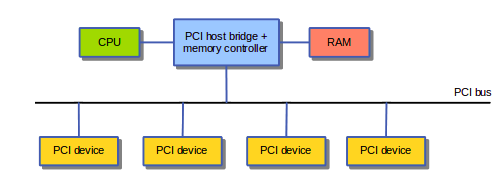 CPU
PCI host bridge +
memory controller
RAM
PCI bus
PCI device
PCI device
PCI device
PCI device